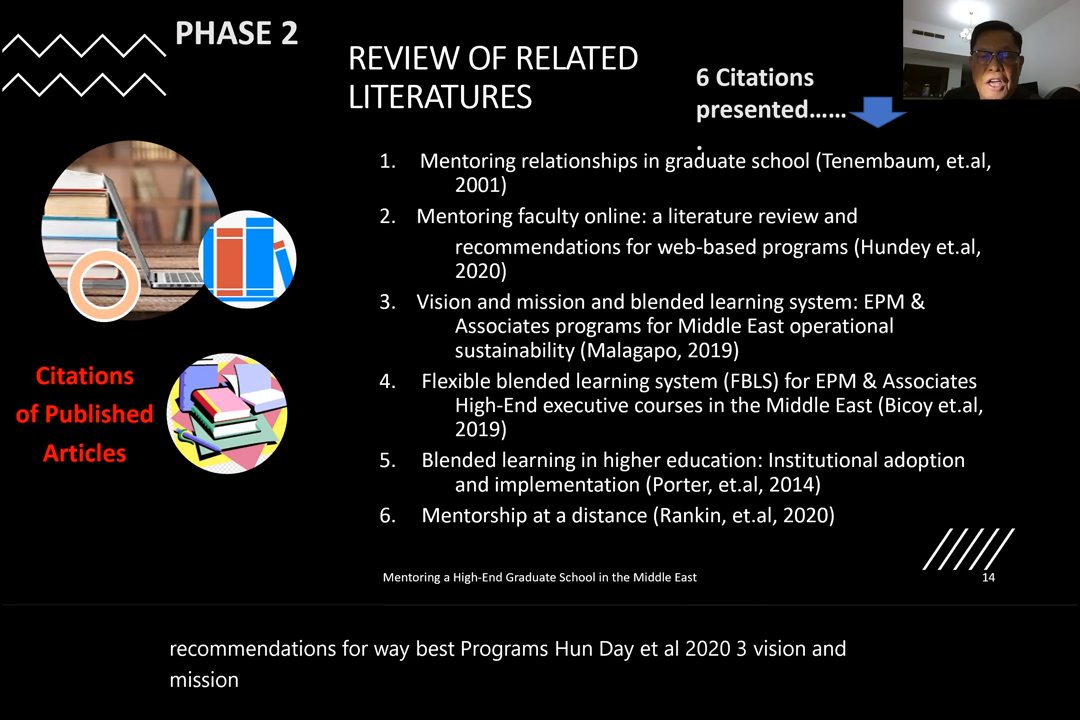 PHASE 2
REVIEW OF RELATED
LITERATURES
6 Citations
presented……
.
1. Mentoring relationships in graduate school (Tenembaum, et.al,
2001)
2. Mentoring faculty online: a literature review and
recommendations for web-based programs (Hundey et.al,
2020)
3. Vision and mission and blended learning system: EPM &
Associates programs for Middle East operational
sustainability (Malagapo, 2019)
4. Flexible blended learning system (FBLS) for EPM & Associates
High-End executive courses in the Middle East (Bicoy et.al,
2019)
5. Blended learning in higher education: Institutional adoption
and implementation (Porter, et.al, 2014)
6. Mentorship at a distance (Rankin, et.al, 2020)
Citations
of Published
Articles
Mentoring a High-End Graduate School in the Middle East
14
recommendations for way best Programs Hun Day et al 2020 3 vision and
mission